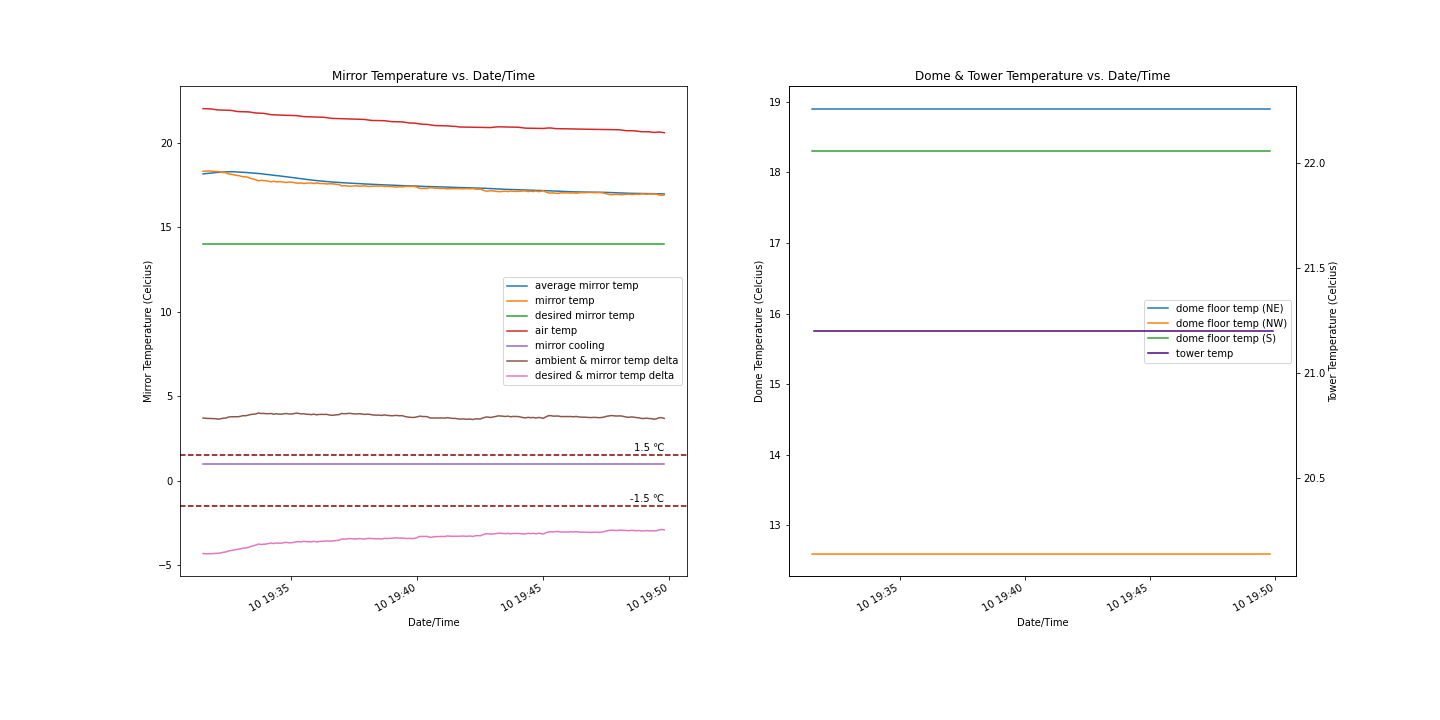 Mirror Temperature vs. Date/Time
Mirror Temperature (Celcius)
20
15
10
5
0
−5
average mirror temp
mirror temp
desired mirror temp
air temp
mirror cooling
ambient & mirror temp delta
desired & mirror temp delta
1.5 °C
-1.5 °C
10 19:35
10 19:40
10 19:45
10 19:50
Date/Time
Dome & Tower Temperature vs. Date/Time
Dome Temperature (Celcius)
19
18
17
16
15
14
13
dome floor temp (NE)
dome floor temp (NW)
dome floor temp (S)
tower temp
22.0
21.5
21.0
20.5
Tower Temperature (Celcius)
10 19:35
10 19:40
10 19:45
10 19:50
Date/Time